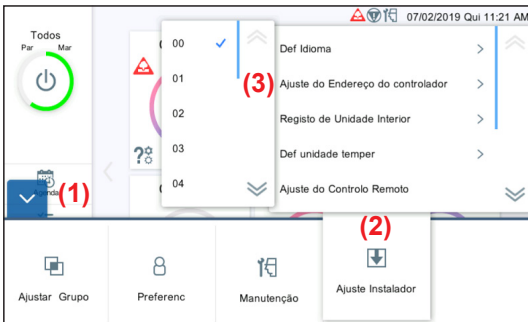 07/02/2019 Qui 11:21 AM
Todos
Par Mar
00
01
02
03
04
(3)
Def Idioma
Ajuste do Endereço do controlador
Registo de Unidade Interior
Def unidade temper
Ajuste do Controlo Remoto
(1)
(2)
Ajustar Grupo
Preferenc
Manutenção
Ajuste Instalador